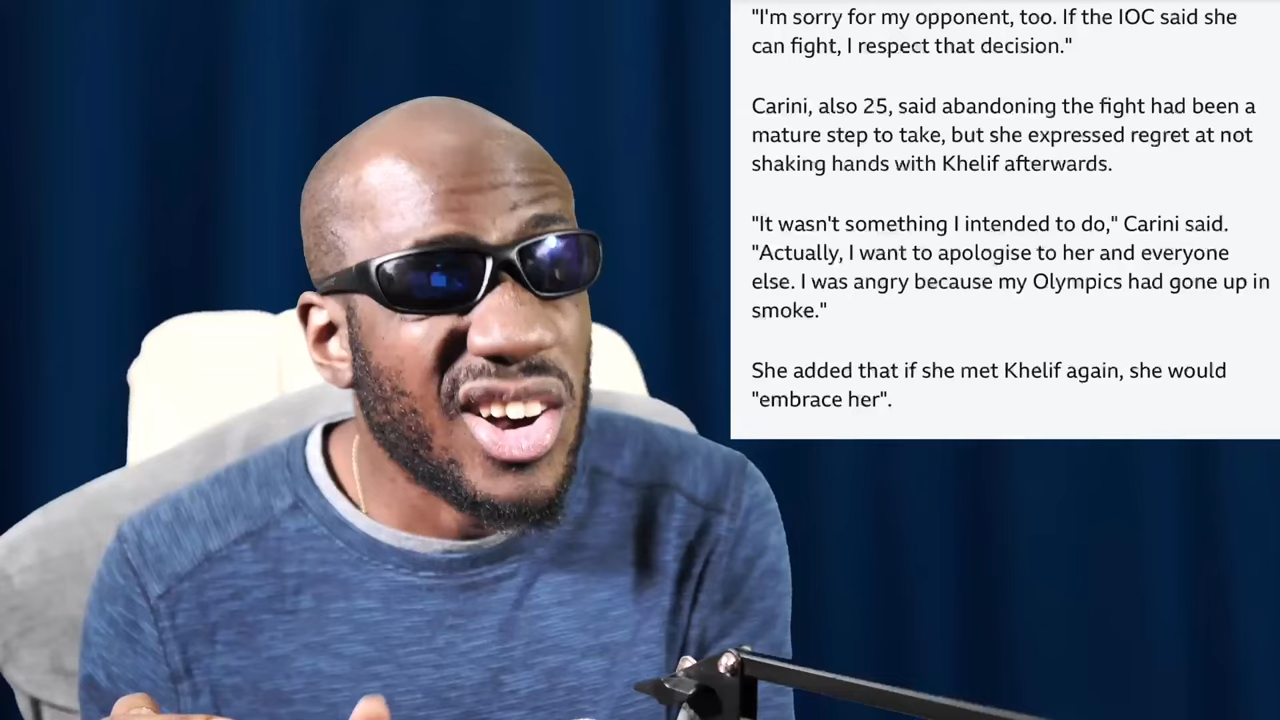 "I'm sorry for my opponent, too. If the IOC said she
can fight, I respect that decision."
Carini, also 25, said abandoning the fight had been a
mature step to take, but she expressed regret at not
shaking hands with Khelif afterwards.
"It wasn't something I intended to do," Carini said.
"Actually, I want to apologise to her and everyone
else. I was angry because my Olympics had gone up in
smoke."
She added that if she met Khelif again, she would
"embrace her".